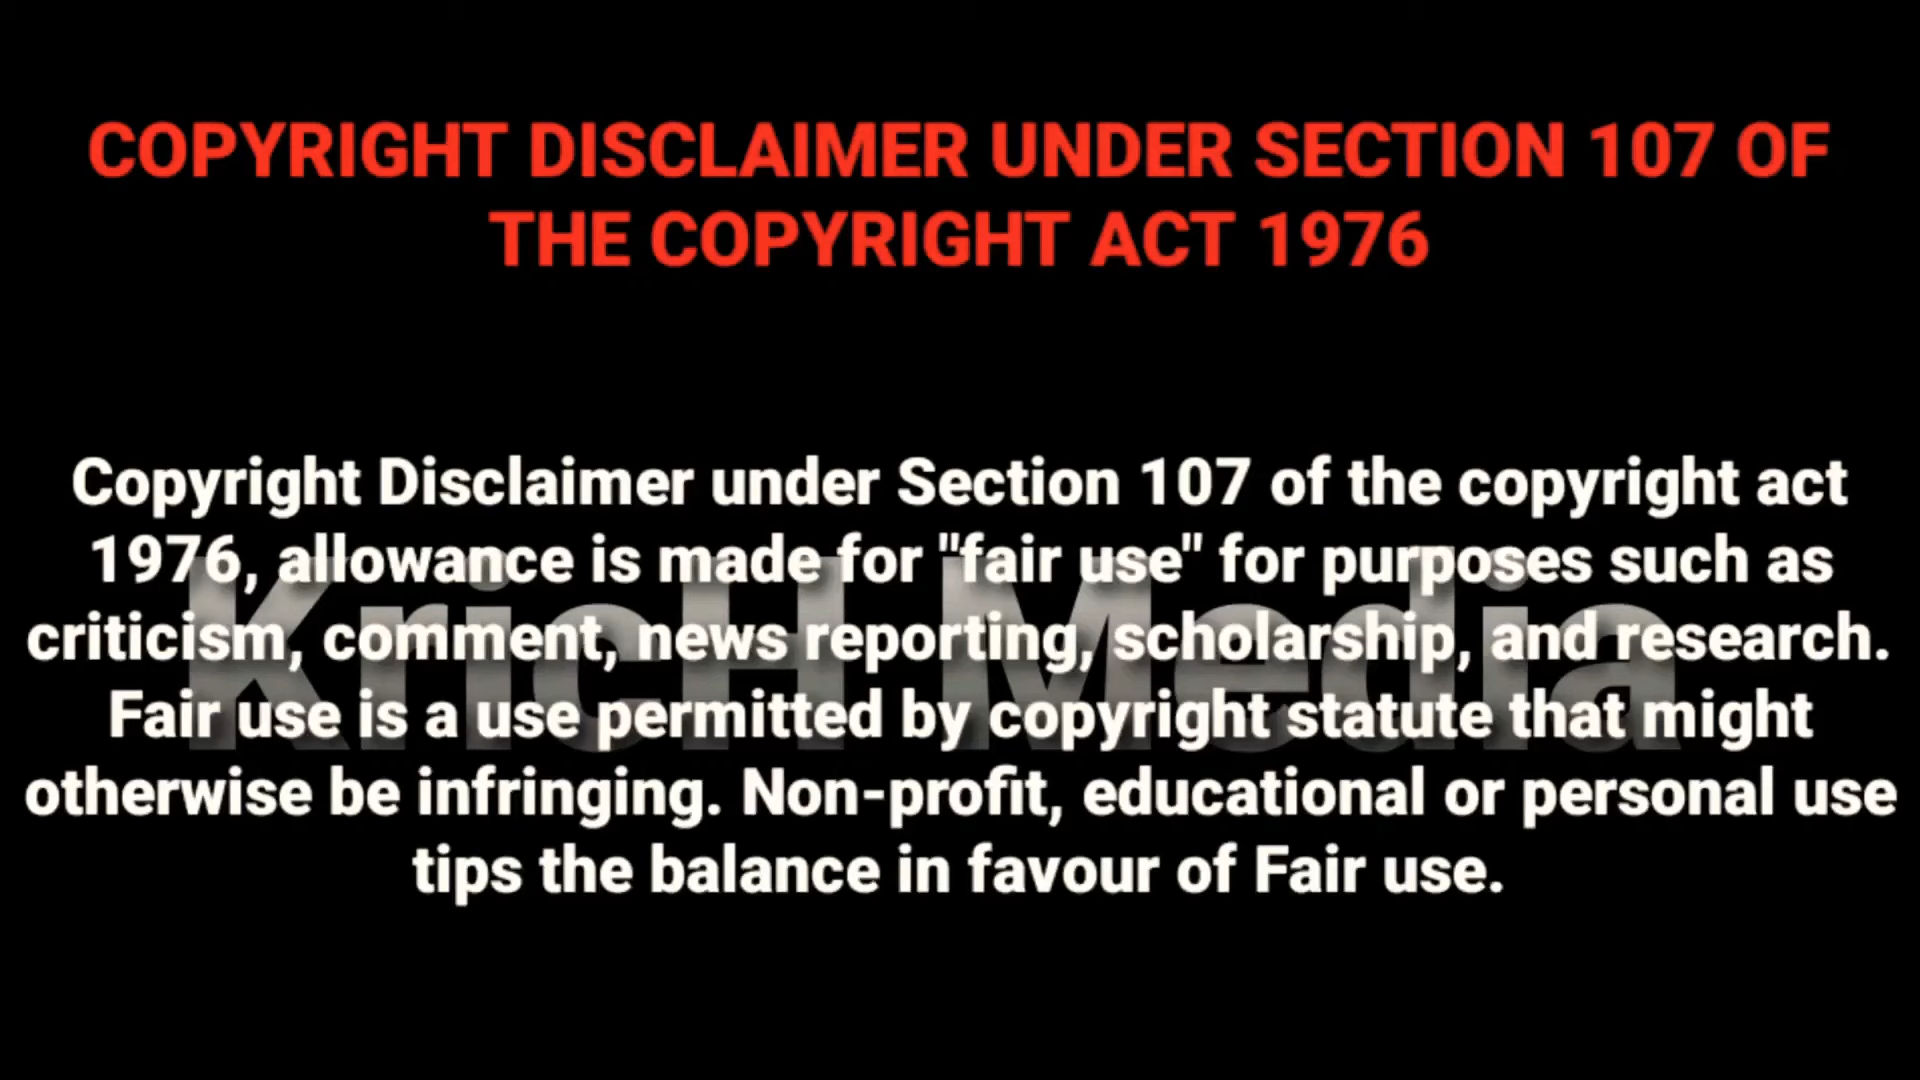 COPYRIGHT DISCLAIMER UNDER SECTION 107 OF
THE COPYRIGHT ACT 1976
Copyright Disclaimer under Section 107 of the copyright act
1976, allowance is made for "fair use" for purposes such as
criticism, comment, news reporting, scholarship, and research.
Fair use is a use permitted by copyright statute that might
otherwise be infringing. Non-profit, educational or personal use
tips the balance in favour of Fair use.
KricH Media